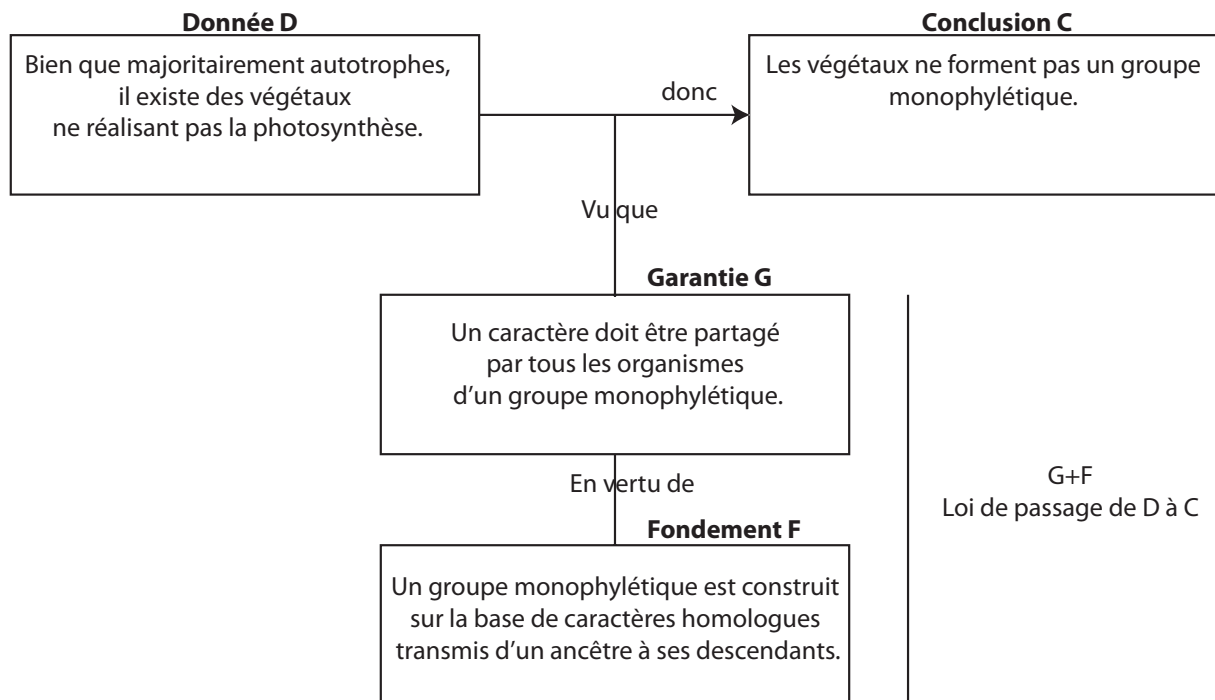 Donnée D
Bien que majoritairement autotrophes,
il existe des végétaux
ne réalisant pas la photosynthèse.
donc
Conclusion C
Les végétaux ne forment pas un groupe
monophylétique.
Vu que
Garantie G
Un caractère doit être partagé
par tous les organismes
d'un groupe monophylétique.
En vertu de
Fondement F
Un groupe monophylétique est construit
sur la base de caractères homologues
transmis d'un ancêtre à ses descendants.
G+F
Loi de passage de D à C